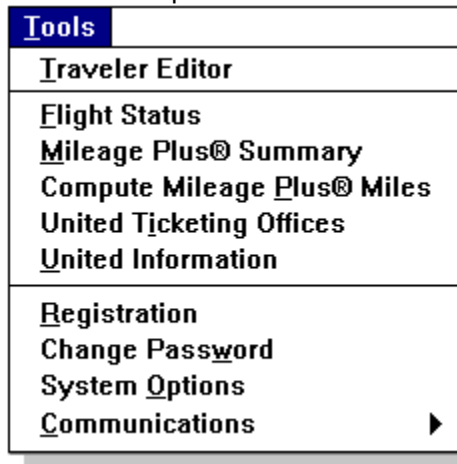 Tools
Traveler Editor
Flight Status
Mileage Plus® Summary
Compute Mileage Plus® Miles
United Ticketing Offices
United Information
Registration
Change Password
System Options
Communications